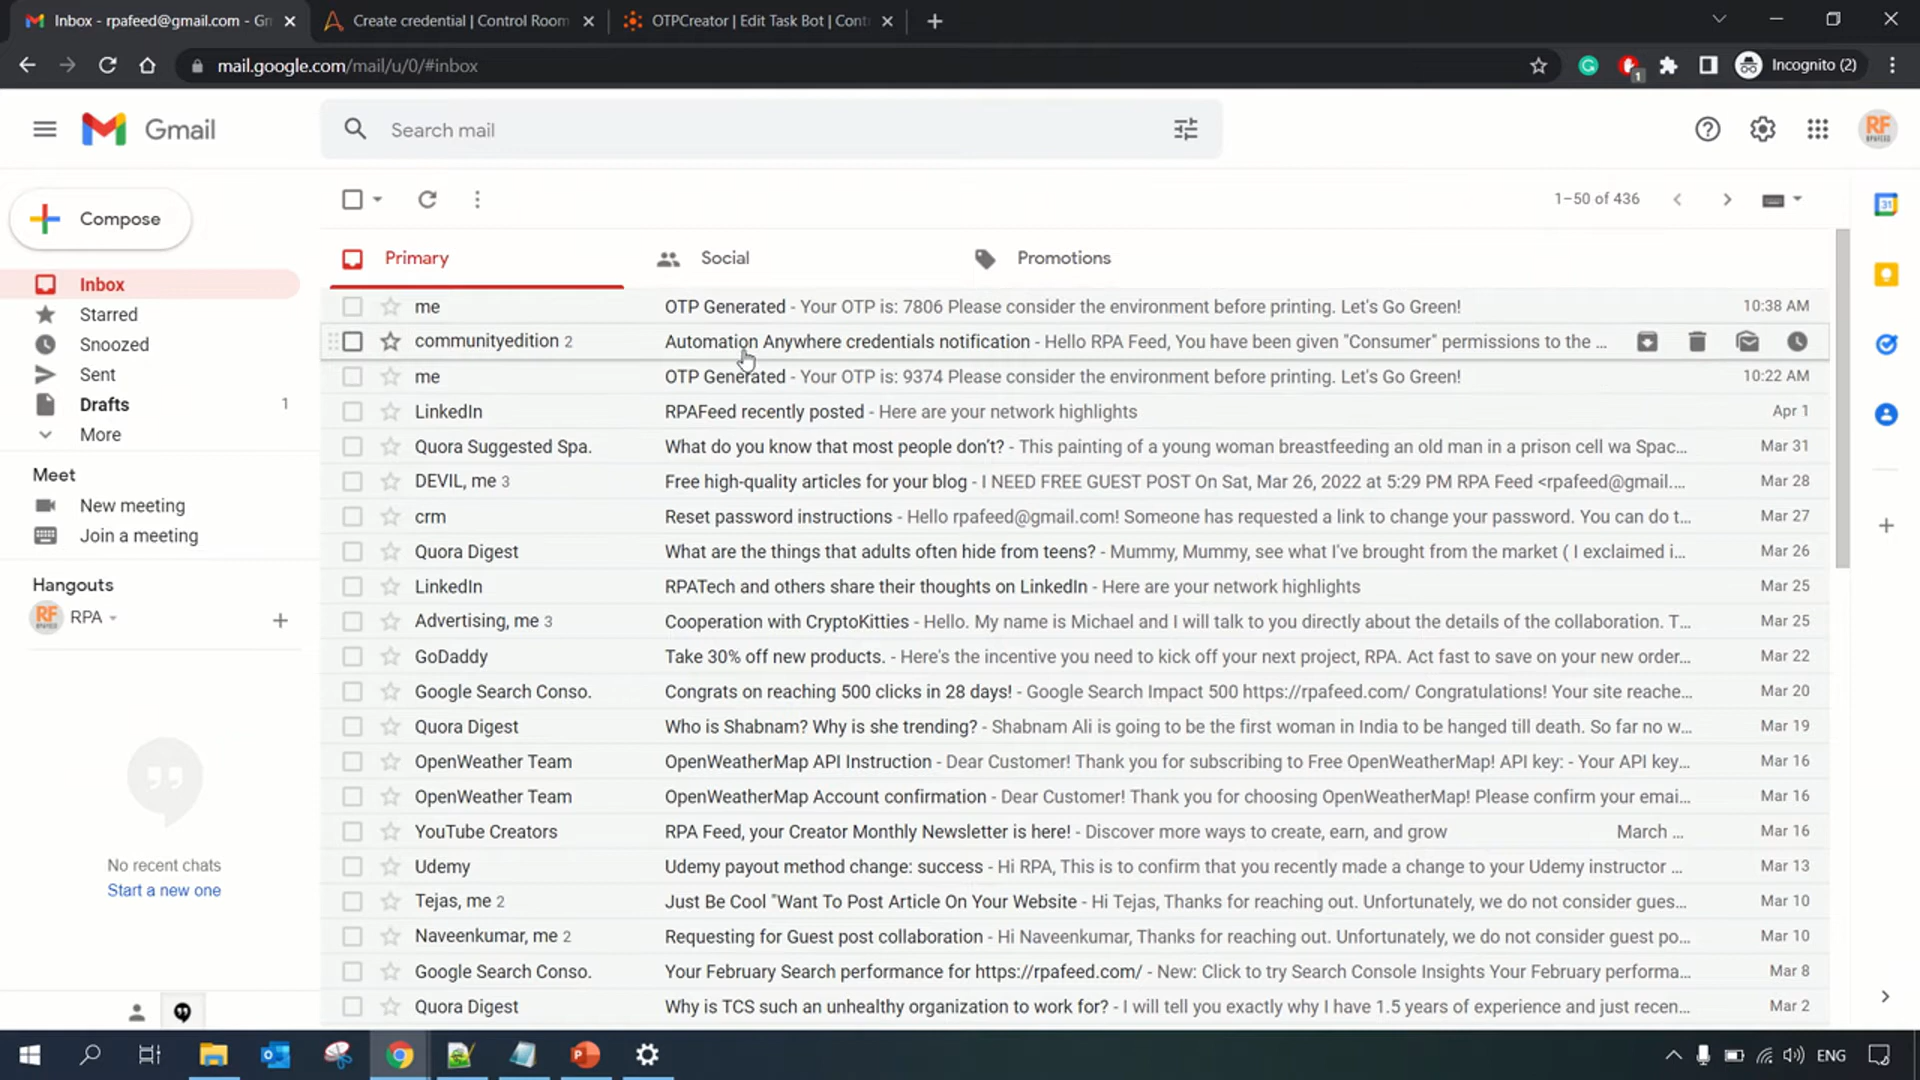 Inbox - rpafeed@gmail.com - Gm
Create credential | Control Room
OTPCreator | Edit Task Bot | Cont
mail.google.com/mail/u/0/#inbox
1
Incognito (2)
Gmail
Search mail
RF
RPAFEED
Compose
1–50 of 436
31
Primary
Social
Promotions
Inbox
Starred
Snoozed
Sent
Drafts 1
More
me OTP Generated - Your OTP is: 7806 Please consider the environment before printing. Let's Go Green! 10:38 AM
communityedition 2 Automation Anywhere credentials notification - Hello RPA Feed, You have been given "Consumer" permissions to the ...
me OTP Generated - Your OTP is: 9374 Please consider the environment before printing. Let's Go Green! 10:22 AM
LinkedIn RPAFeed recently posted - Here are your network highlights Apr 1
Quora Suggested Spa. What do you know that most people don't? - This painting of a young woman breastfeeding an old man in a prison cell wa Spac... Mar 31
DEVIL, me 3 Free high-quality articles for your blog - I NEED FREE GUEST POST On Sat, Mar 26, 2022 at 5:29 PM RPA Feed <rpafeed@gmail.... Mar 28
crm Reset password instructions - Hello rpafeed@gmail.com! Someone has requested a link to change your password. You can do t... Mar 27
Quora Digest What are the things that adults often hide from teens? - Mummy, Mummy, see what I've brought from the market ( I exclaimed i... Mar 26
LinkedIn RPATech and others share their thoughts on LinkedIn - Here are your network highlights Mar 25
Advertising, me 3 Cooperation with CryptoKitties - Hello. My name is Michael and I will talk to you directly about the details of the collaboration. T... Mar 25
GoDaddy Take 30% off new products. - Here's the incentive you need to kick off your next project, RPA. Act fast to save on your new order... Mar 22
Google Search Conso. Congrats on reaching 500 clicks in 28 days! - Google Search Impact 500 https://rpafeed.com/ Congratulations! Your site reache... Mar 20
Quora Digest Who is Shabnam? Why is she trending? - Shabnam Ali is going to be the first woman in India to be hanged till death. So far no w... Mar 19
OpenWeather Team OpenWeatherMap API Instruction - Dear Customer! Thank you for subscribing to Free OpenWeatherMap! API key: - Your API key... Mar 16
OpenWeather Team OpenWeatherMap Account confirmation - Dear Customer! Thank you for choosing OpenWeatherMap! Please confirm your emai... Mar 16
YouTube Creators RPA Feed, your Creator Monthly Newsletter is here! - Discover more ways to create, earn, and grow March ... Mar 16
Udemy Udemy payout method change: success - Hi RPA, This is to confirm that you recently made a change to your Udemy instructor ... Mar 13
Tejas, me 2 Just Be Cool "Want To Post Article On Your Website - Hi Tejas, Thanks for reaching out. Unfortunately, we do not consider gues... Mar 10
Naveenkumar, me 2 Requesting for Guest post collaboration - Hi Naveenkumar, Thanks for reaching out. Unfortunately, we do not consider guest po... Mar 10
Google Search Conso. Your February Search performance for https://rpafeed.com/ - New: Click to try Search Console Insights Your February performa... Mar 8
Quora Digest Why is TCS such an unhealthy organization to work for? - I will tell you exactly why I have 1.5 years of experience and just recen... Mar 2
Meet
New meeting
Join a meeting
Hangouts
RF
RPA
No recent chats
Start a new one
ENG